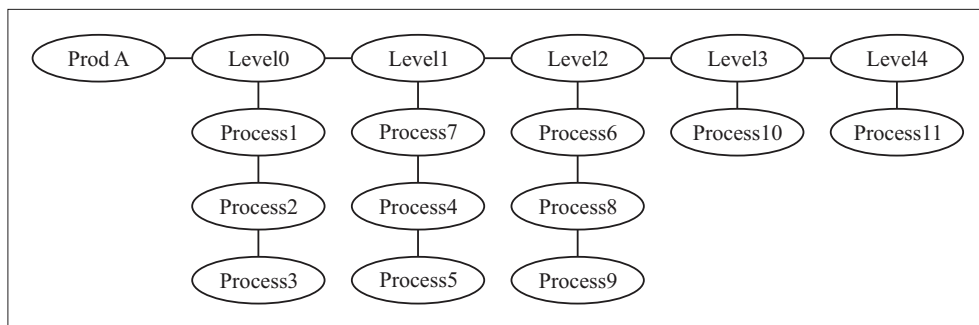 Prod A Level0 Level1 Level2 Level3 Level4
Process1 Process7 Process6 Process10 Process11
Process2 Process4 Process8
Process3 Process5 Process9